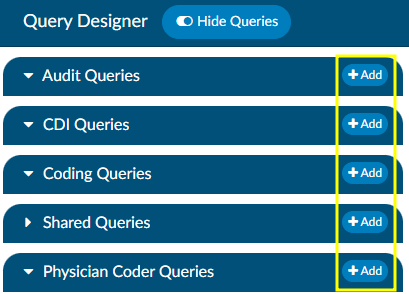 Query Designer Hide Queries
Audit Queries + Add
CDI Queries + Add
Coding Queries + Add
Shared Queries + Add
Physician Coder Queries + Add